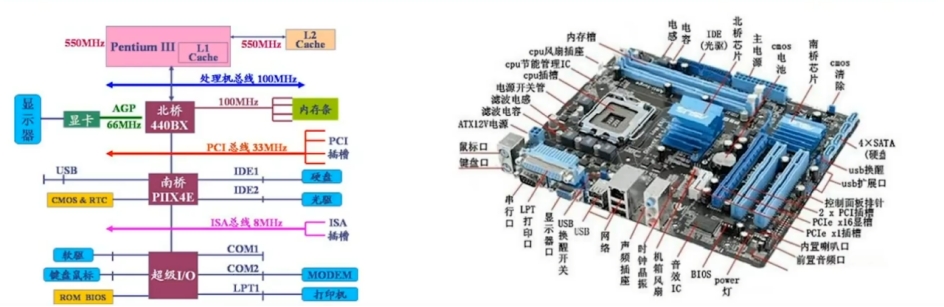 550MHz
Pentium III
L1
Cache
550MHz
L2
Cache
处理机总线 100MHz
显示器
显卡
AGP
66MHz
北桥
440BX
100MHz
内存条
PCI 总线 33MHz
PCI
插槽
USB
CMOS & RTC
南桥
PIIX4E
IDE1
硬盘
IDE2
光驱
ISA总线 8MHz
ISA
插槽
软驱
键盘鼠标
ROM BIOS
超级I/O
COM1
COM2
MODEM
LPT1
打印机
内存槽
cpu风扇插座
cpu节能管理IC
cpu插槽
电源开关管
滤波电感
滤波电容
ATX12V电源
鼠标口
键盘口
电感
电容
IDE
(光驱)
北桥芯片
主电源
cmos
电池
南桥芯片
cmos
清除
4×SATA
(硬盘
usb换醒
usb扩展口
控制面板排针
2 x PCI插槽
PCIe x16显槽
PCIe x1插槽
内置喇叭口
前置音频口
串行口
LPT
打印口
显示器口
USB
换醒开关
USB
网络
声频插座
时钟晶振
机箱风扇
音效
IC
BIOS
power
灯